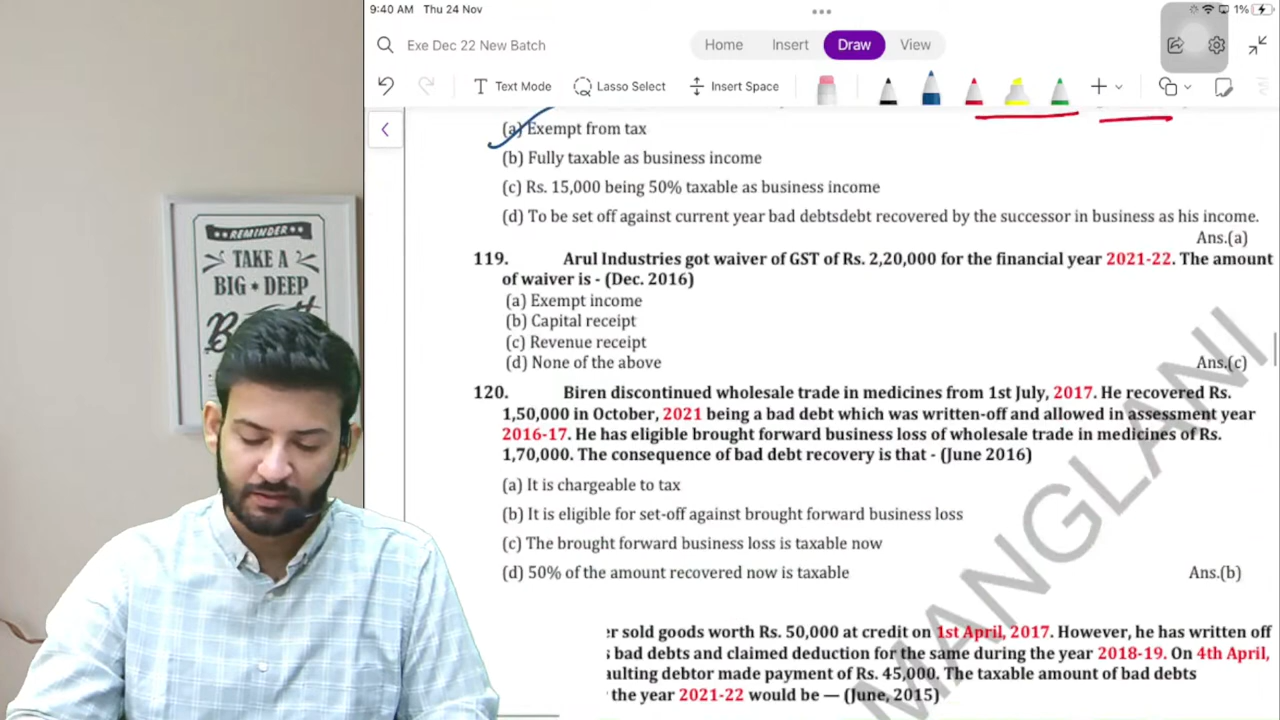 9:40 AM Thu 24 Nov
1%
Exe Dec 22 New Batch
Home Insert Draw View
Text Mode Lasso Select Insert Space
(a) Exempt from tax
(b) Fully taxable as business income
(c) Rs. 15,000 being 50% taxable as business income
(d) To be set off against current year bad debtsdebt recovered by the successor in business as his income.
Ans.(a)
REMINDER
TAKE A
BIG DEEP
119. Arul Industries got waiver of GST of Rs. 2,20,000 for the financial year 2021-22. The amount
of waiver is - (Dec. 2016)
(a) Exempt income
(b) Capital receipt
(c) Revenue receipt
(d) None of the above Ans.(c)
120. Biren discontinued wholesale trade in medicines from 1st July, 2017. He recovered Rs.
1,50,000 in October, 2021 being a bad debt which was written-off and allowed in assessment year
2016-17. He has eligible brought forward business loss of wholesale trade in medicines of Rs.
1,70,000. The consequence of bad debt recovery is that - (June 2016)
(a) It is chargeable to tax
(b) It is eligible for set-off against brought forward business loss
(c) The brought forward business loss is taxable now
(d) 50% of the amount recovered now is taxable Ans.(b)
er sold goods worth Rs. 50,000 at credit on 1st April, 2017. However, he has written off
bad debts and claimed deduction for the same during the year 2018-19. On 4th April,
aulting debtor made payment of Rs. 45,000. The taxable amount of bad debts
the year 2021-22 would be — (June, 2015)
MANGLANI